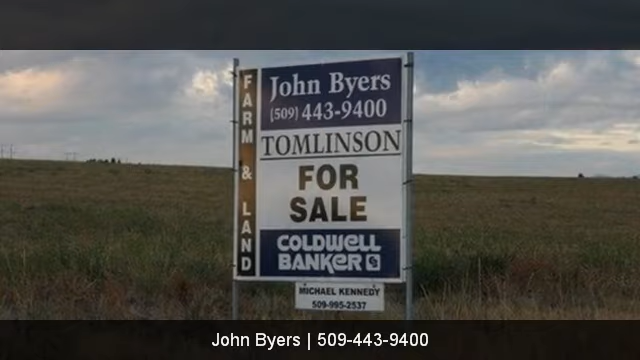 FARM & LAND
John Byers
(509) 443-9400
TOMLINSON
FOR
SALE
COLDWELL
BANKER CB
MICHAEL KENNEDY
509-995-2537
John Byers | 509-443-9400